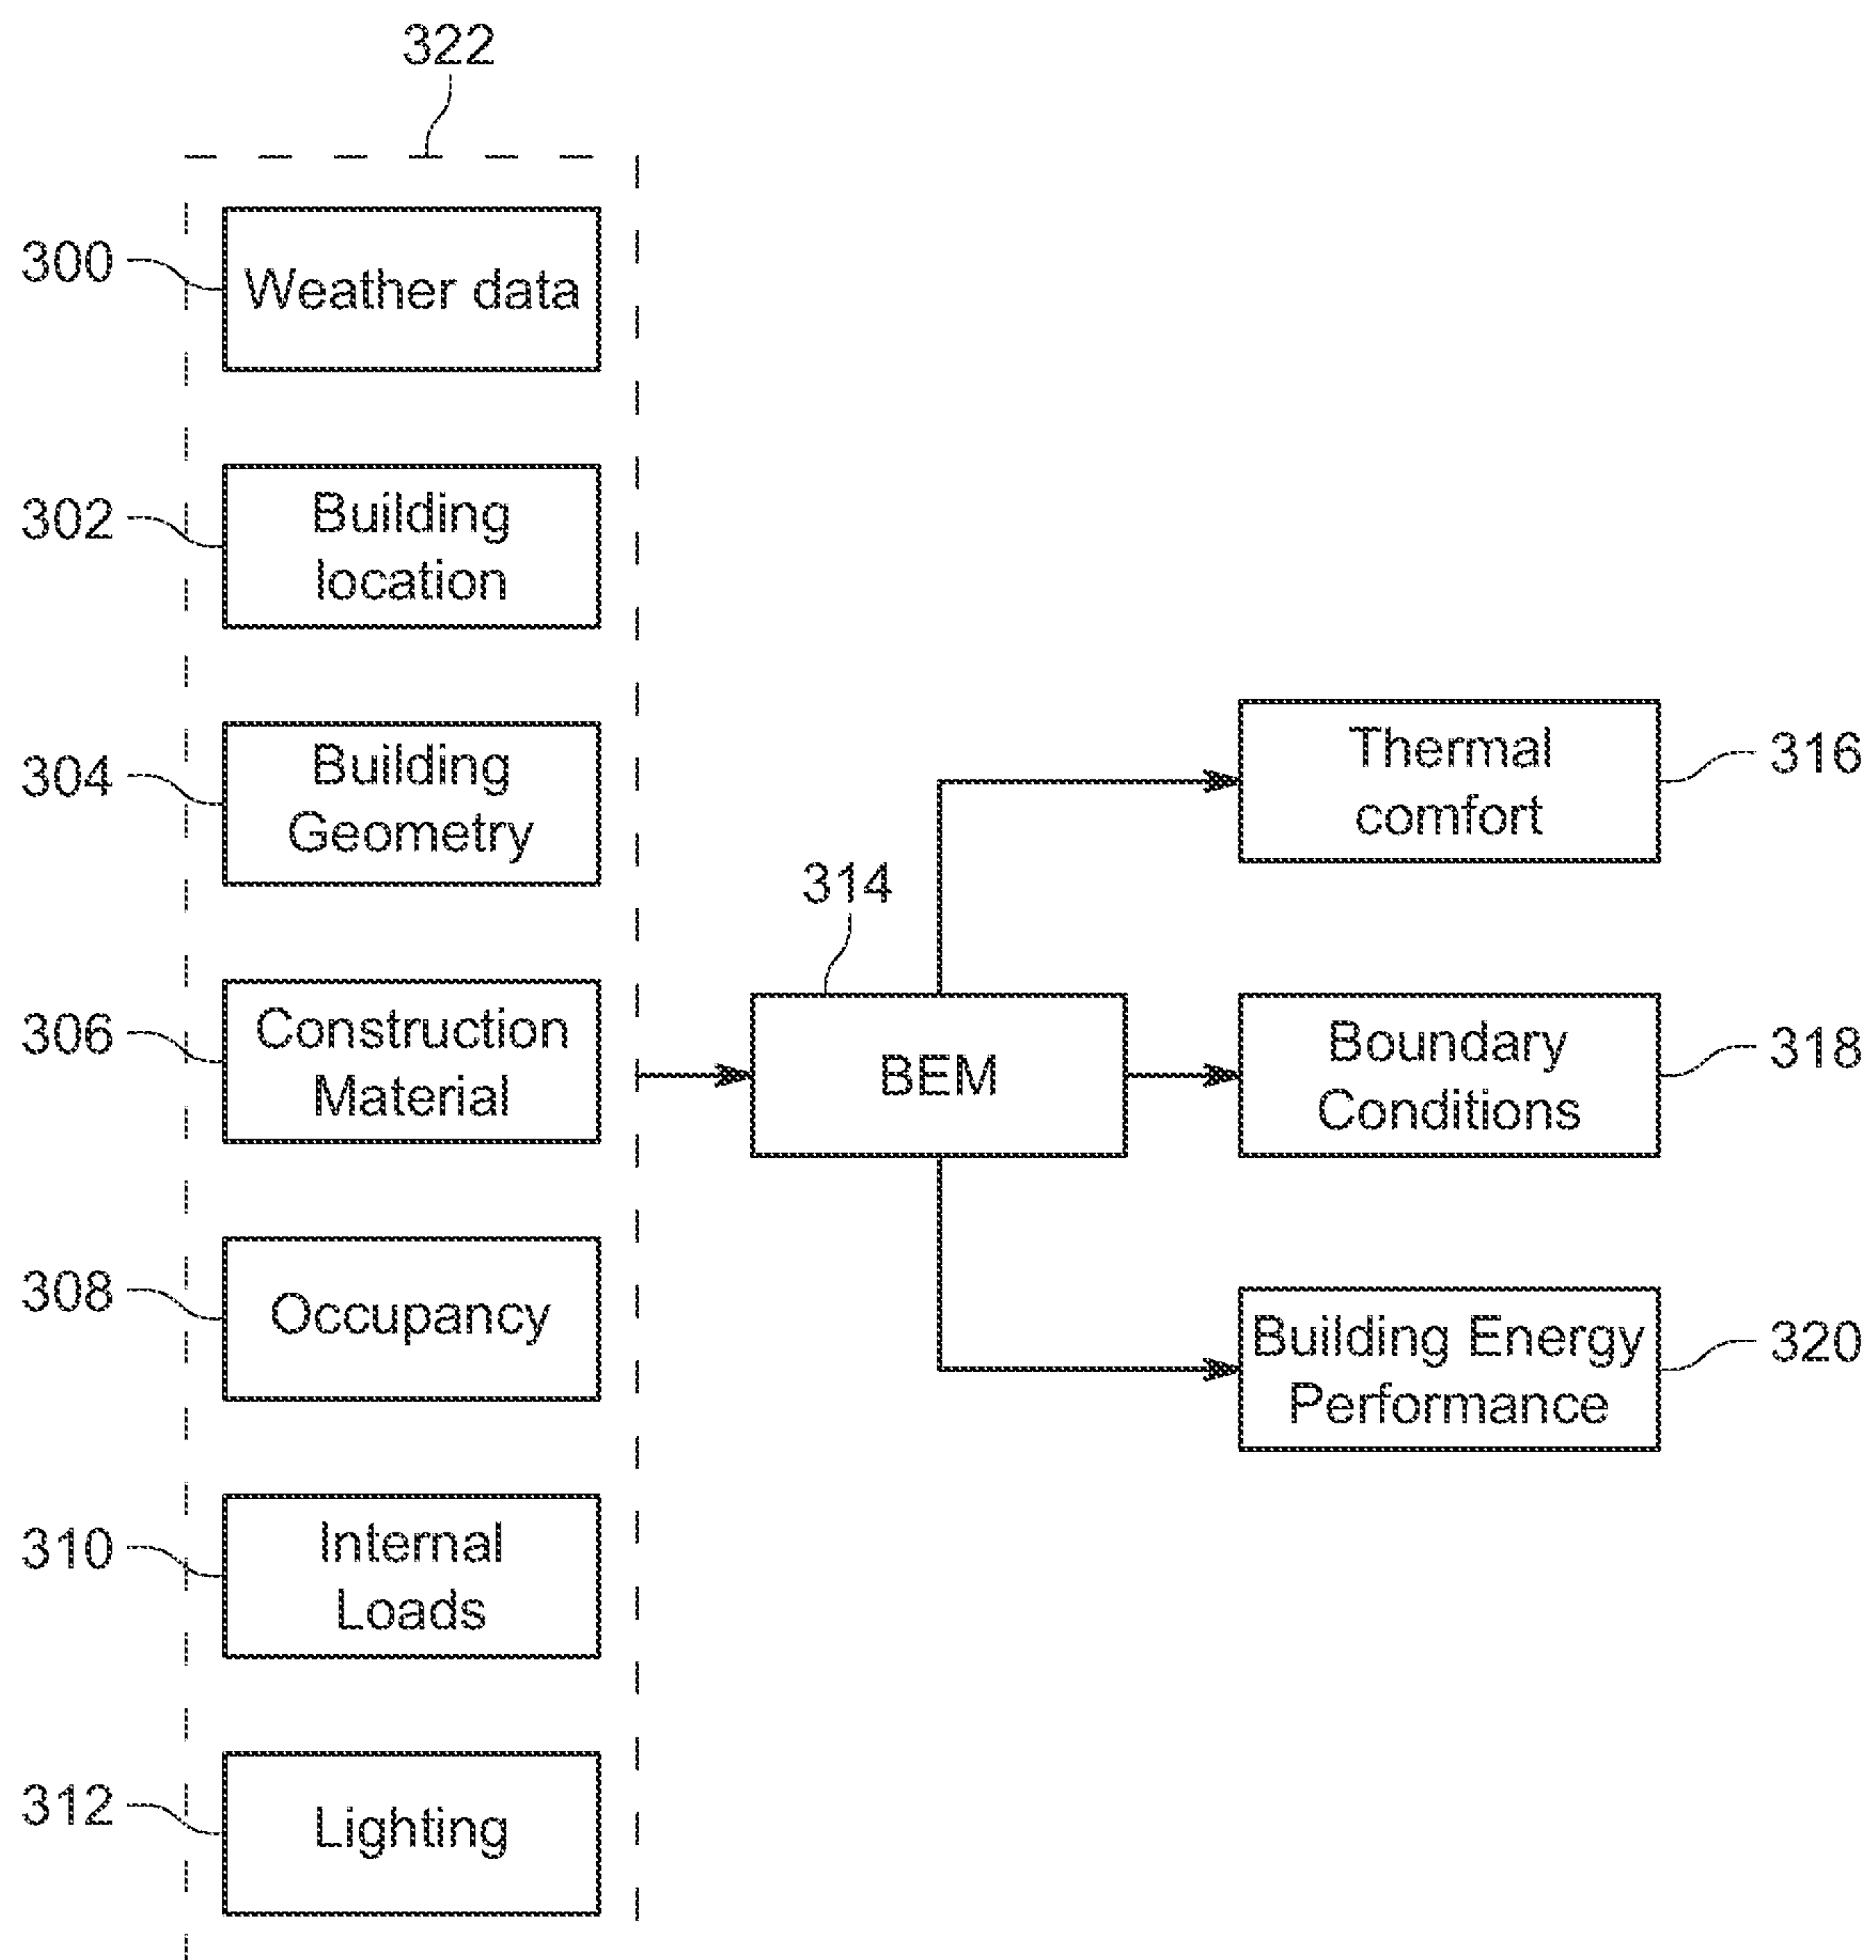 322
300
Weather data
302
Building
location
304
Building
Geometry
306
Construction
Material
308
Occupancy
310
Internal
Loads
312
Lighting
314
BEM
Thermal
comfort
316
Boundary
Conditions
318
Building Energy
Performance
320